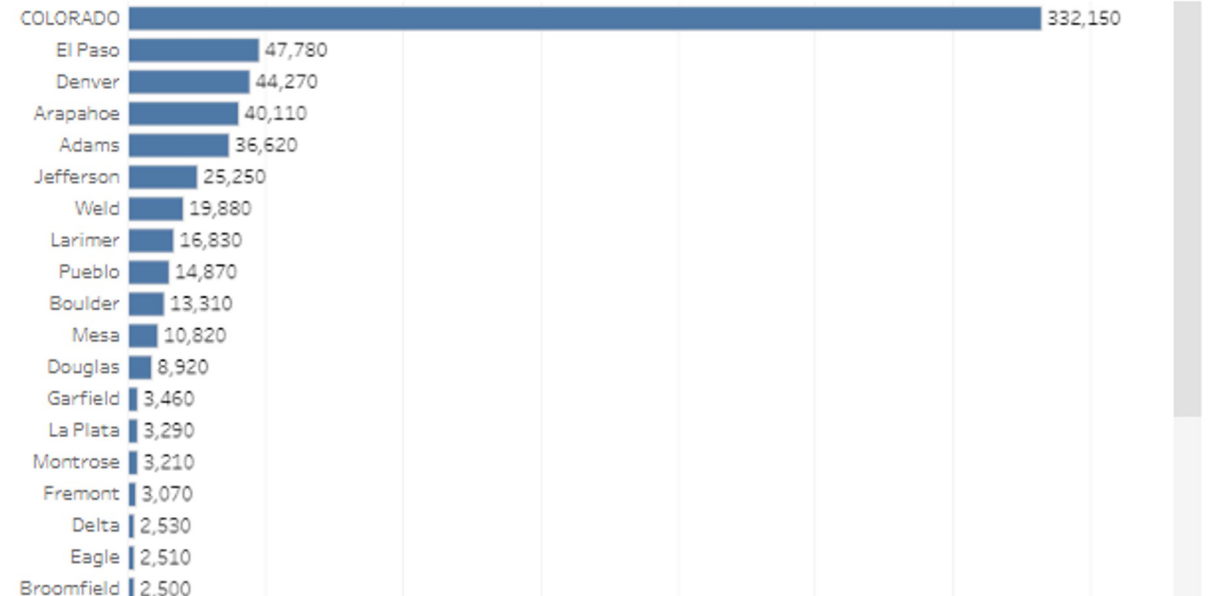 COLORADO 332,150
El Paso 47,780
Denver 44,270
Arapahoe 40,110
Adams 36,620
Jefferson 25,250
Weld 19,880
Larimer 16,830
Pueblo 14,870
Boulder 13,310
Mesa 10,820
Douglas 8,920
Garfield 3,460
La Plata 3,290
Montrose 3,210
Fremont 3,070
Delta 2,530
Eagle 2,510
Broomfield 2,500